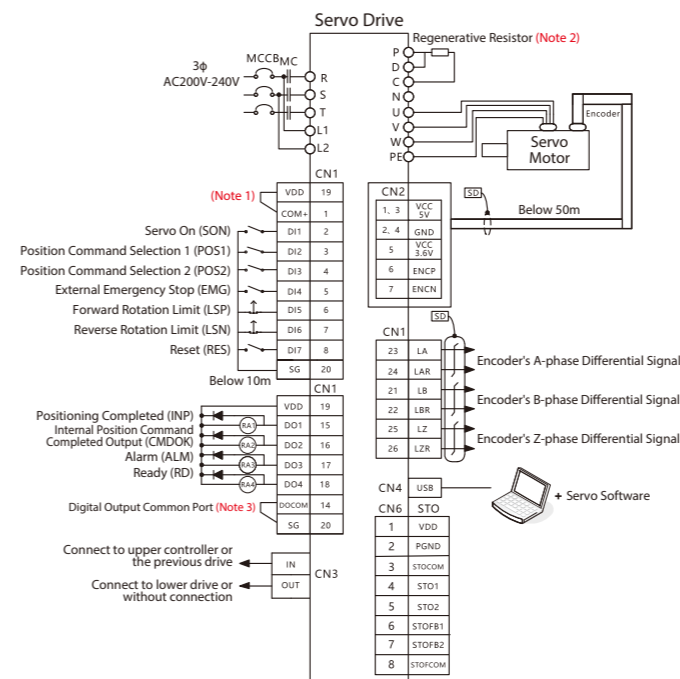 Servo Drive
Regenerative Resistor (Note 2)
3ϕ
AC200V-240V
MCCB
MC
R
S
T
L1
L2
P
D
C
N
U
V
W
PE
Encoder
Servo
Motor
CN1
(Note 1)
VDD 19
COM+ 1
Servo On (SON) DI1 2
Position Command Selection 1 (POS1) DI2 3
Position Command Selection 2 (POS2) DI3 4
External Emergency Stop (EMG) DI4 5
Forward Rotation Limit (LSP) DI5 6
Reverse Rotation Limit (LSN) DI6 7
Reset (RES) DI7 8
SG 20
Below 10m
CN2
1、3 VCC 5V
2、4 GND
5 VCC 3.6V
6 ENCP
7 ENCN
SD
Below 50m
CN1
VDD 19
Positioning Completed (INP) RA1 DO1 15
Internal Position Command
Completed Output (CMDOK) RA2 DO2 16
Alarm (ALM) RA3 DO3 17
Ready (RD) RA4 DO4 18
Digital Output Common Port (Note 3) DOCOM 14
SG 20
SD
CN1
23 LA
24 LAR
Encoder's A-phase Differential Signal
21 LB
22 LBR
Encoder's B-phase Differential Signal
25 LZ
26 LZR
Encoder's Z-phase Differential Signal
CN4 USB
+ Servo Software
Connect to upper controller or
the previous drive
IN
Connect to lower drive or
without connection
OUT
CN3
CN6 STO
1 VDD
2 PGND
3 STOCOM
4 STO1
5 STO2
6 STOFB1
7 STOFB2
8 STOFCOM